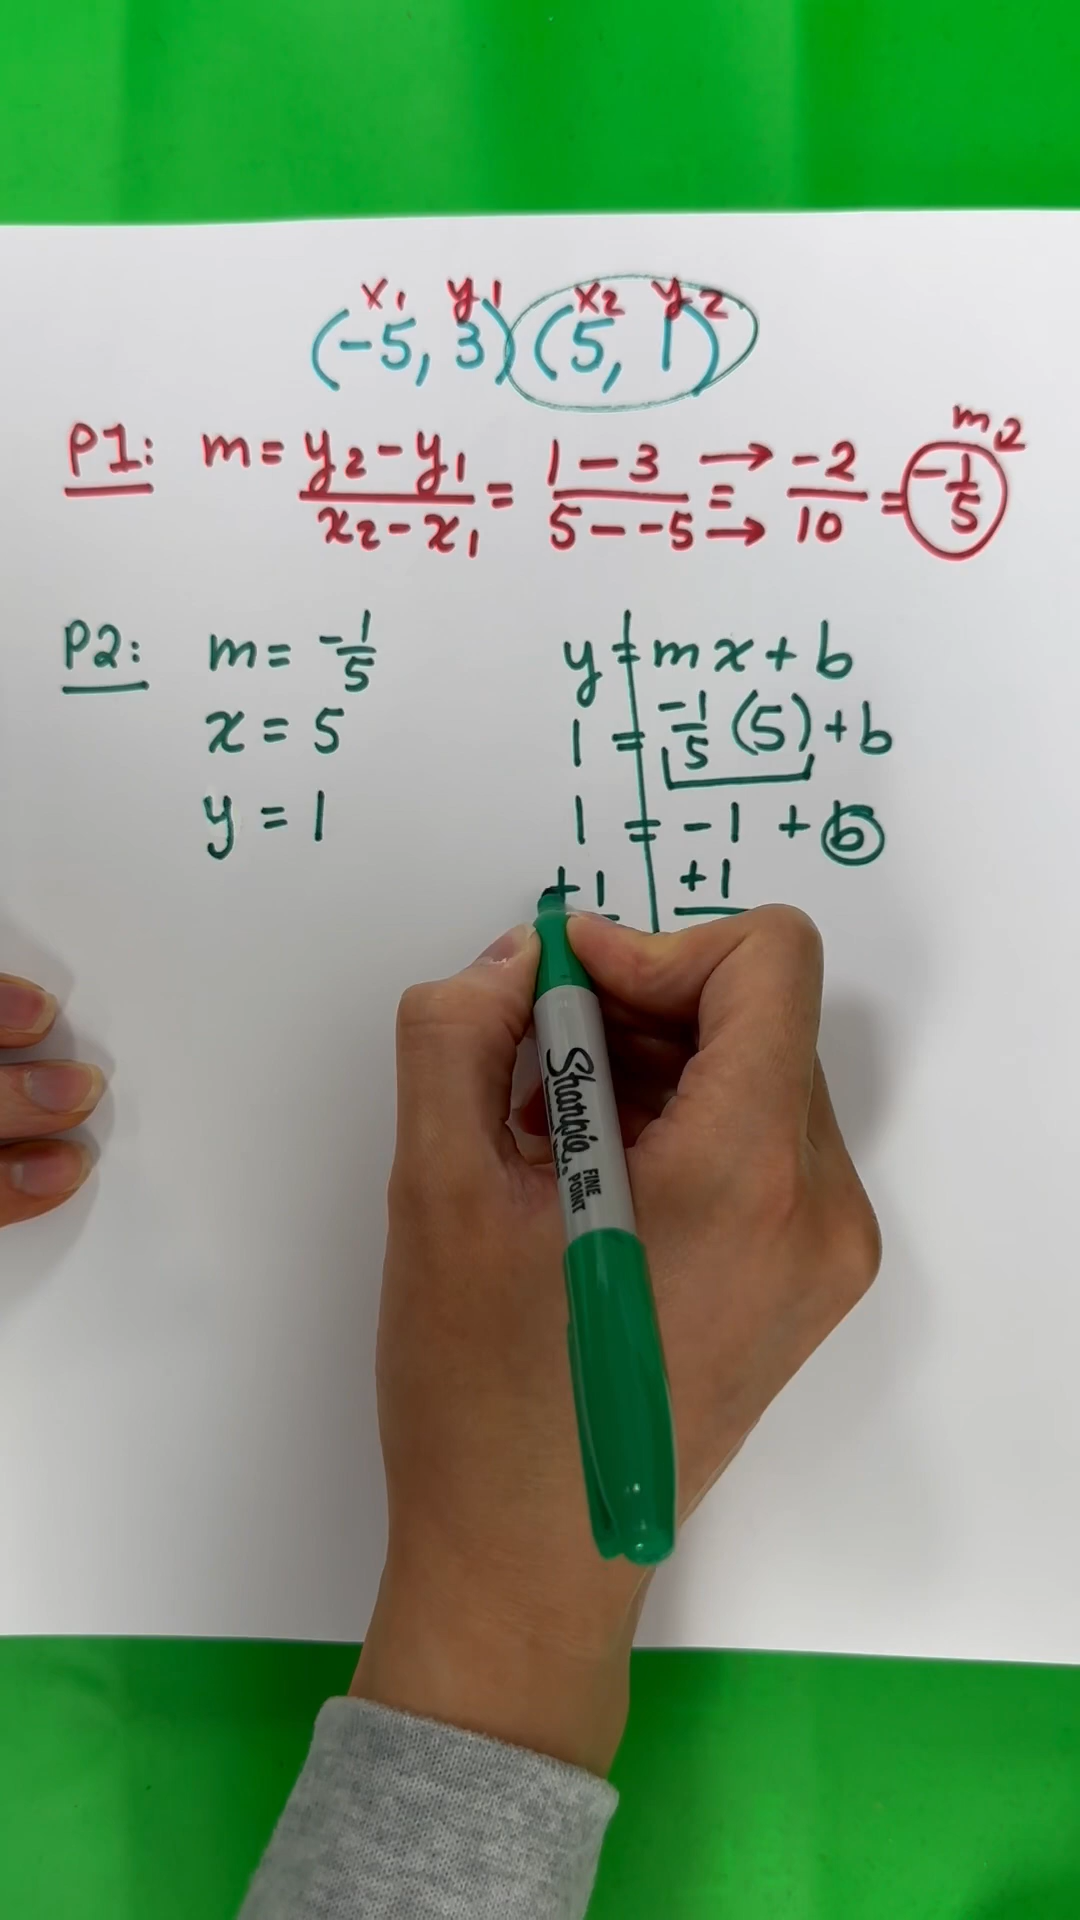 x1 y1 x2 y2
(-5, 3) (5, 1)
m2
P1: m = y2 - y1 / x2 - x1 = 1 - 3 / 5 - -5 = → → -2 / 10 = -1/5
P2: m = -1/5
x = 5
y = 1
y = mx + b
1 = -1/5 (5) + b
1 = -1 + b
+1 +1
Sharpie.
FINE
POINT